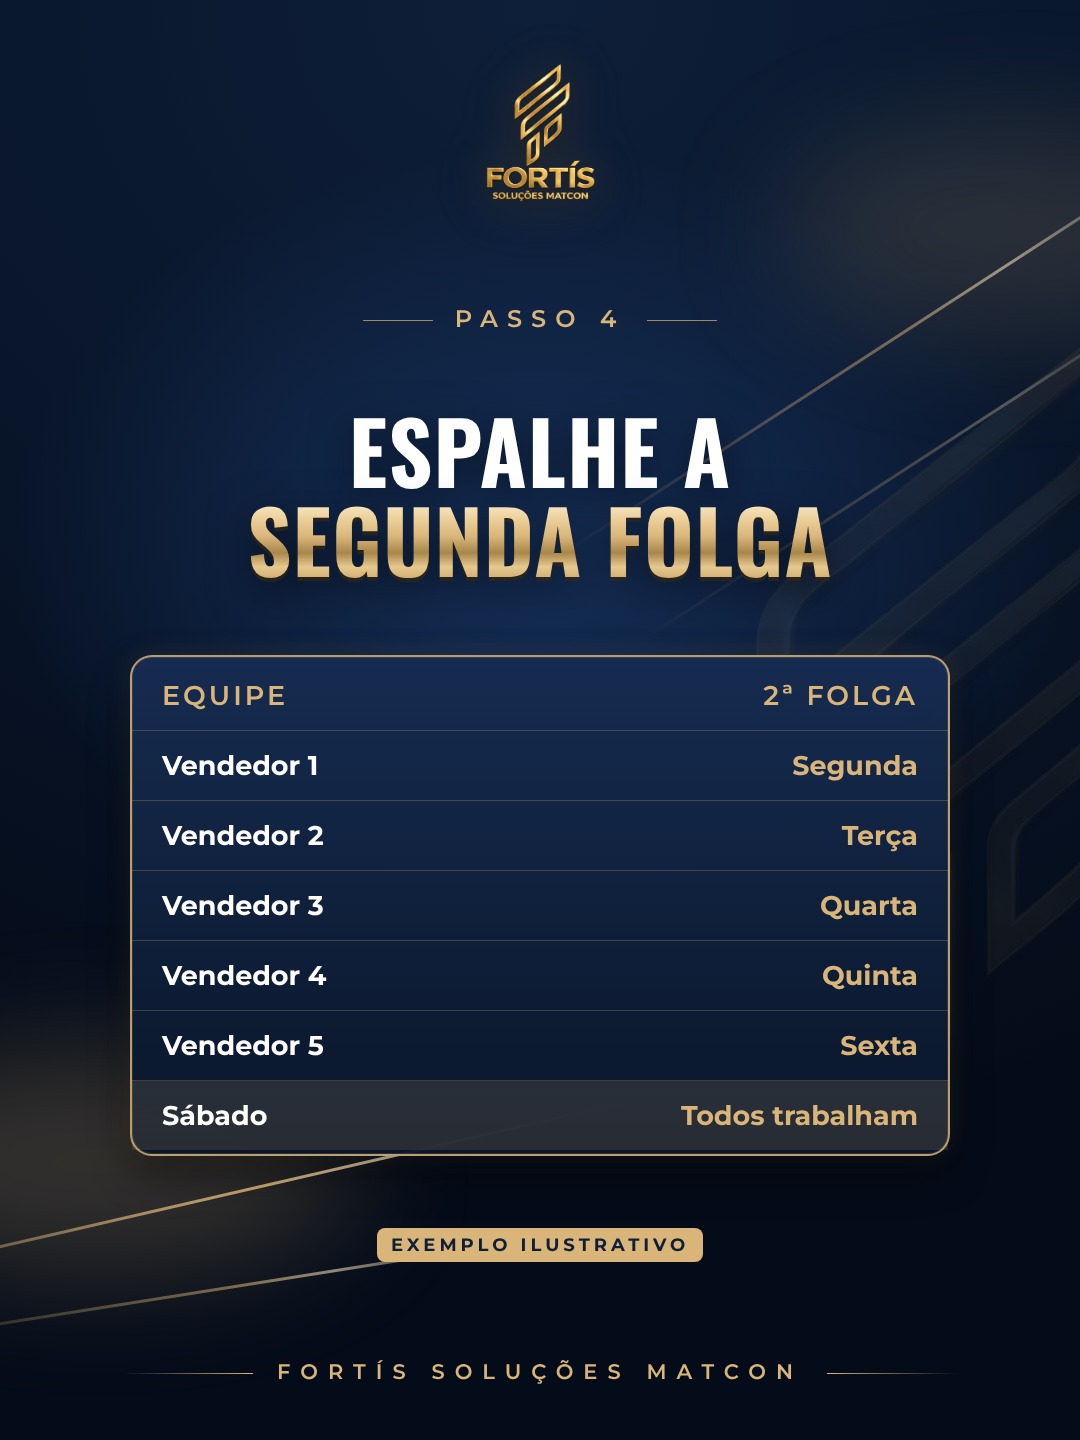 FORTÍS
SOLUÇÕES MATCON
PASSO 4
ESPALHE A
SEGUNDA FOLGA
EQUIPE 2ª FOLGA
Vendedor 1 Segunda
Vendedor 2 Terça
Vendedor 3 Quarta
Vendedor 4 Quinta
Vendedor 5 Sexta
Sábado Todos trabalham
EXEMPLO ILUSTRATIVO
FORTÍS SOLUÇÕES MATCON